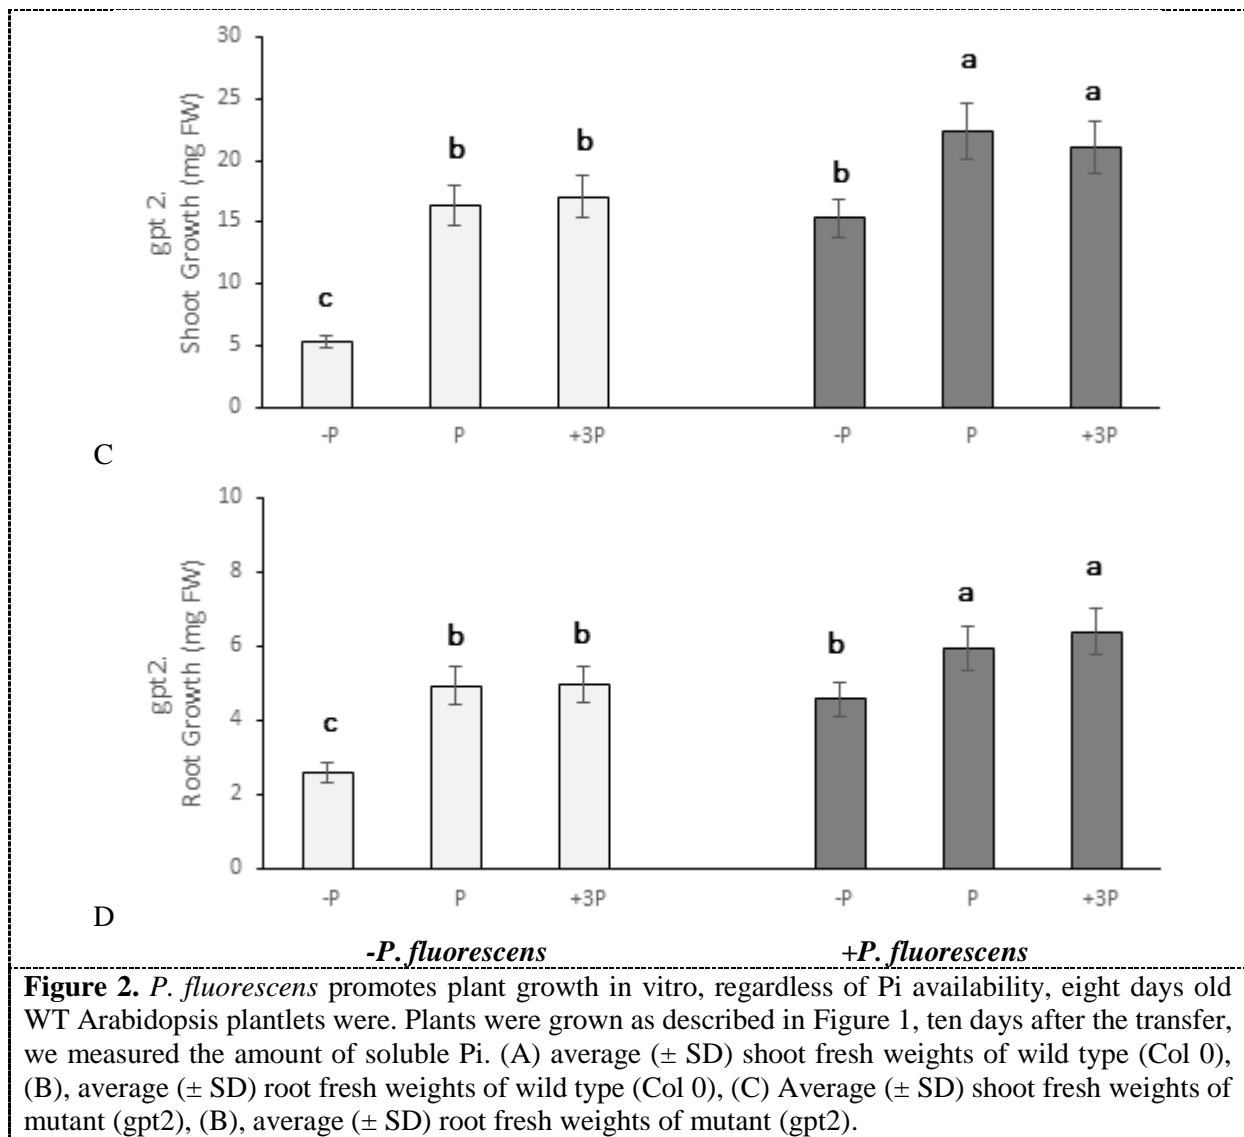 30
25
20
15
10
5
0
gpt 2.
Shoot Growth (mg FW)
c
b
b
b
a
a
-P
P
+3P
-P
P
+3P
C
10
8
6
4
2
0
gpt2.
Root Growth (mg FW)
c
b
b
b
a
a
-P
P
+3P
-P
P
+3P
D
-P. fluorescens
+P. fluorescens
Figure 2. P. fluorescens promotes plant growth in vitro, regardless of Pi availability, eight days old
WT Arabidopsis plantlets were. Plants were grown as described in Figure 1, ten days after the transfer,
we measured the amount of soluble Pi. (A) average (± SD) shoot fresh weights of wild type (Col 0),
(B), average (± SD) root fresh weights of wild type (Col 0), (C) Average (± SD) shoot fresh weights of
mutant (gpt2), (B), average (± SD) root fresh weights of mutant (gpt2).